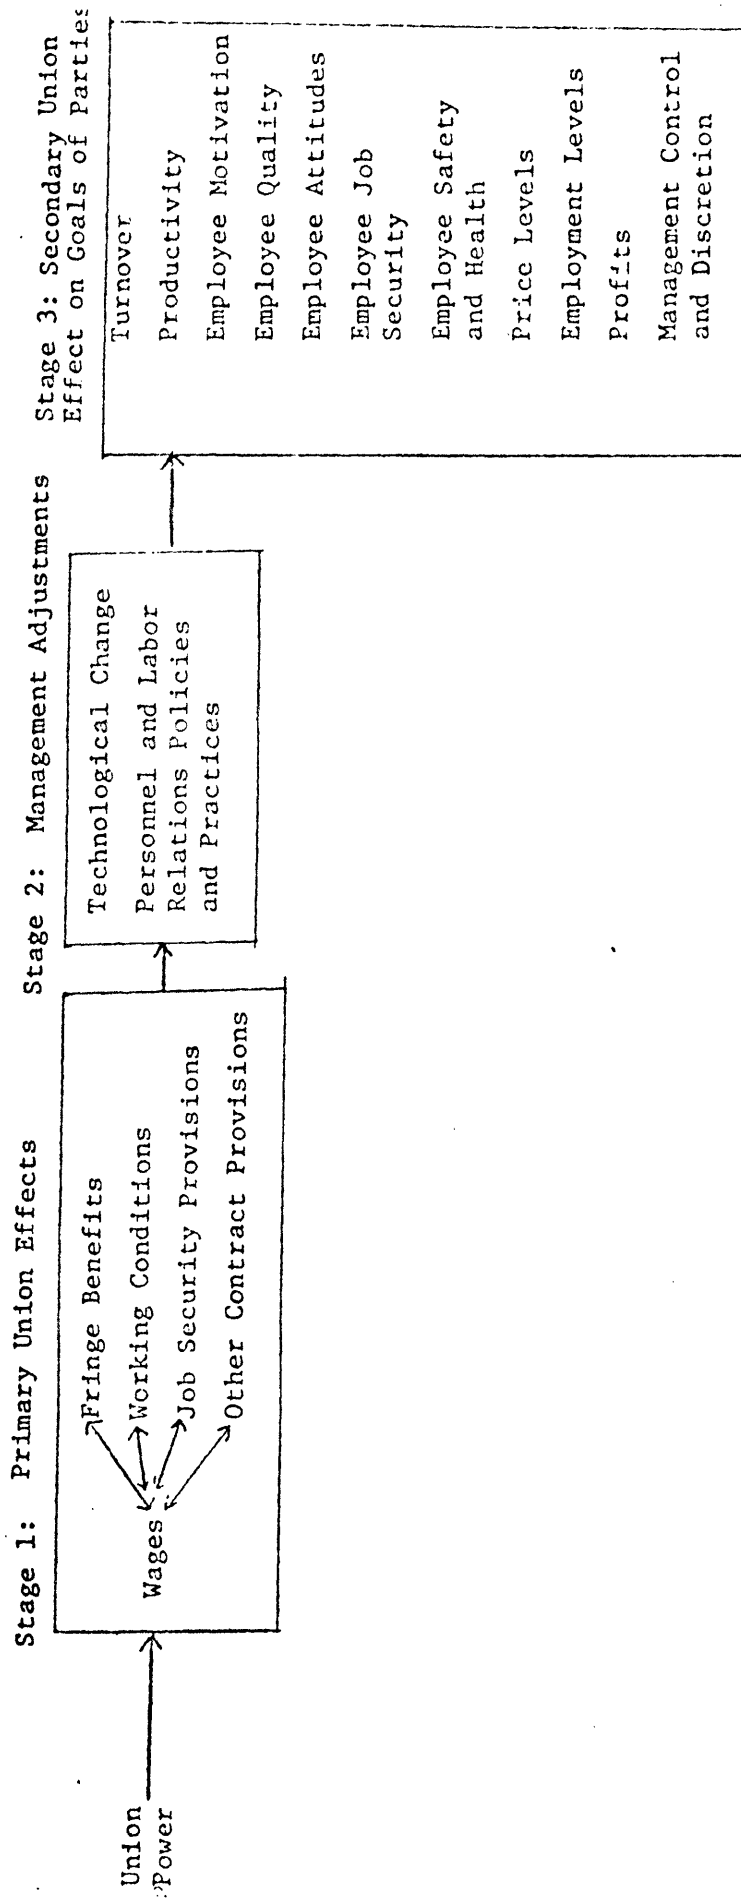 Union
Power
Stage 1: Primary Union Effects
Wages
Fringe Benefits
Working Conditions
Job Security Provisions
Other Contract Provisions
Stage 2: Management Adjustments
Technological Change
Personnel and Labor
Relations Policies
and Practices
Stage 3: Secondary Union
Effect on Goals of Parties
Turnover
Productivity
Employee Motivation
Employee Quality
Employee Attitudes
Employee Job
Security
Employee Safety
and Health
Price Levels
Employment Levels
Profits
Management Control
and Discretion